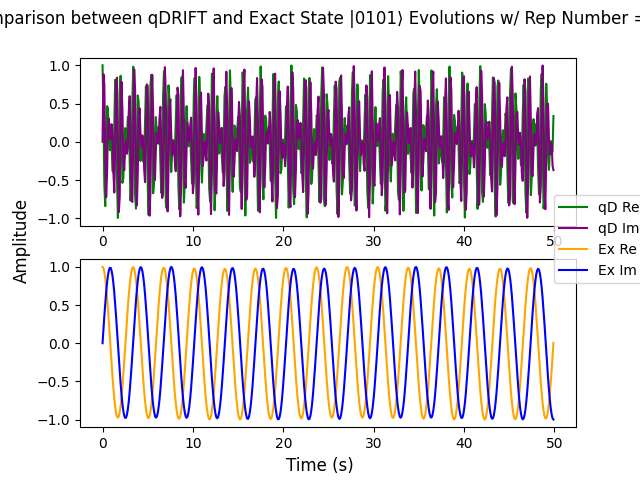 parison between qDRIFT and Exact State |0101⟩ Evolutions w/ Rep Number =
1.0
0.5
0.0
−0.5
−1.0
0 10 20 30 40 50
qD Re
qD Im
Ex Re
Ex Im
Amplitude
1.0
0.5
0.0
−0.5
−1.0
0 10 20 30 40 50
Time (s)